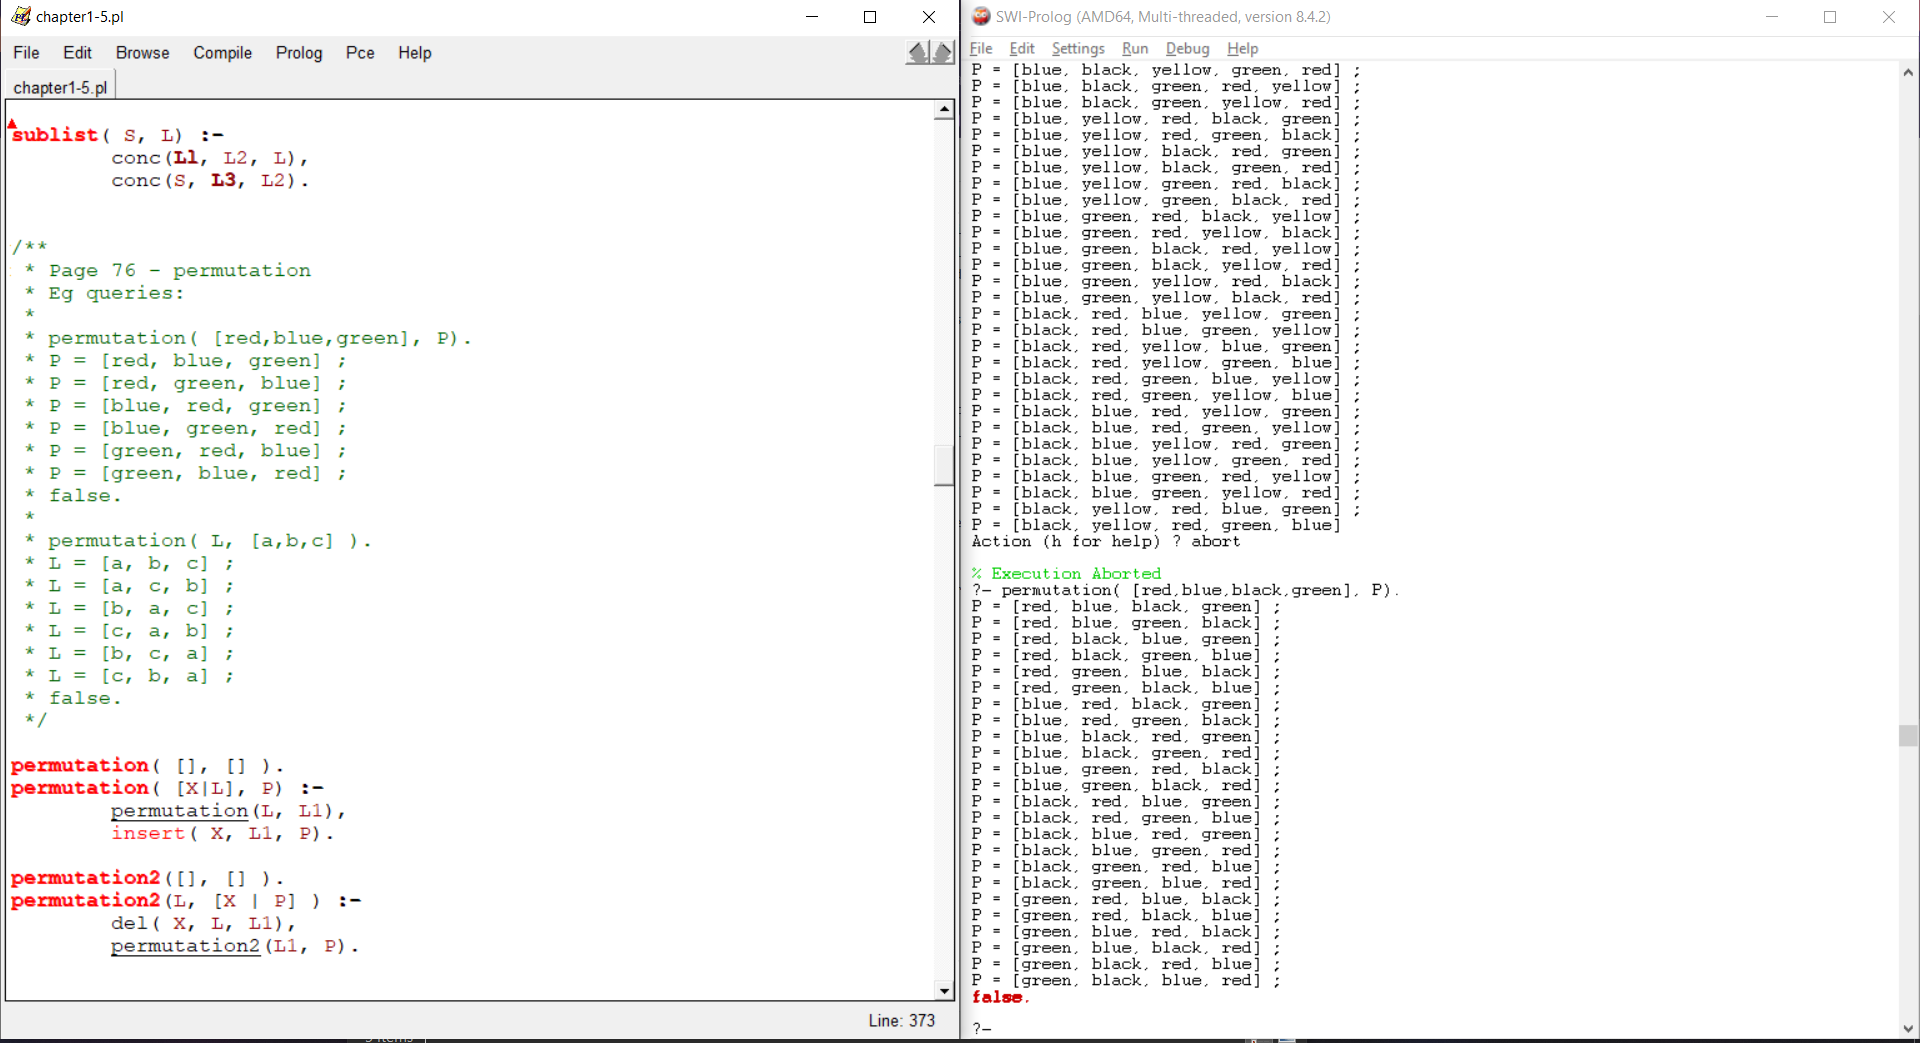 chapter1-5.pl
File Edit Browse Compile Prolog Pce Help
chapter1-5.pl
sublist( S, L) :-
conc(L1, L2, L),
conc(S, L3, L2).
/**
* Page 76 - permutation
* Eg queries:
*
* permutation( [red,blue,green], P).
* P = [red, blue, green] ;
* P = [red, green, blue] ;
* P = [blue, red, green] ;
* P = [blue, green, red] ;
* P = [green, red, blue] ;
* P = [green, blue, red] ;
* false.
*
* permutation( L, [a,b,c] ).
* L = [a, b, c] ;
* L = [a, c, b] ;
* L = [b, a, c] ;
* L = [c, a, b] ;
* L = [b, c, a] ;
* L = [c, b, a] ;
* false.
*/
permutation( [], [] ).
permutation( [X|L], P) :-
permutation(L, L1),
insert( X, L1, P).
permutation2([], [] ).
permutation2(L, [X | P] ) :-
del( X, L, L1),
permutation2(L1, P).
Line: 373
SWI-Prolog (AMD64, Multi-threaded, version 8.4.2)
File Edit Settings Run Debug Help
P = [blue, black, yellow, green, red] ;
P = [blue, black, green, red, yellow] ;
P = [blue, black, green, yellow, red] ;
P = [blue, yellow, red, black, green] ;
P = [blue, yellow, red, green, black] ;
P = [blue, yellow, black, red, green] ;
P = [blue, yellow, black, green, red] ;
P = [blue, yellow, green, red, black] ;
P = [blue, yellow, green, black, red] ;
P = [blue, green, red, black, yellow] ;
P = [blue, green, red, yellow, black] ;
P = [blue, green, black, red, yellow] ;
P = [blue, green, black, yellow, red] ;
P = [blue, green, yellow, red, black] ;
P = [blue, green, yellow, black, red] ;
P = [black, red, blue, yellow, green] ;
P = [black, red, blue, green, yellow] ;
P = [black, red, yellow, blue, green] ;
P = [black, red, yellow, green, blue] ;
P = [black, red, green, blue, yellow] ;
P = [black, red, green, yellow, blue] ;
P = [black, blue, red, yellow, green] ;
P = [black, blue, red, green, yellow] ;
P = [black, blue, yellow, red, green] ;
P = [black, blue, yellow, green, red] ;
P = [black, blue, green, red, yellow] ;
P = [black, blue, green, yellow, red] ;
P = [black, yellow, red, blue, green] ;
P = [black, yellow, red, green, blue]
Action (h for help) ? abort
% Execution Aborted
?- permutation( [red,blue,black,green], P).
P = [red, blue, black, green] ;
P = [red, blue, green, black] ;
P = [red, black, blue, green] ;
P = [red, black, green, blue] ;
P = [red, green, blue, black] ;
P = [red, green, black, blue] ;
P = [blue, red, black, green] ;
P = [blue, red, green, black] ;
P = [blue, black, red, green] ;
P = [blue, black, green, red] ;
P = [blue, green, red, black] ;
P = [blue, green, black, red] ;
P = [black, red, blue, green] ;
P = [black, red, green, blue] ;
P = [black, blue, red, green] ;
P = [black, blue, green, red] ;
P = [black, green, red, blue] ;
P = [black, green, blue, red] ;
P = [green, red, blue, black] ;
P = [green, red, black, blue] ;
P = [green, blue, red, black] ;
P = [green, blue, black, red] ;
P = [green, black, red, blue] ;
P = [green, black, blue, red] ;
false.
?-